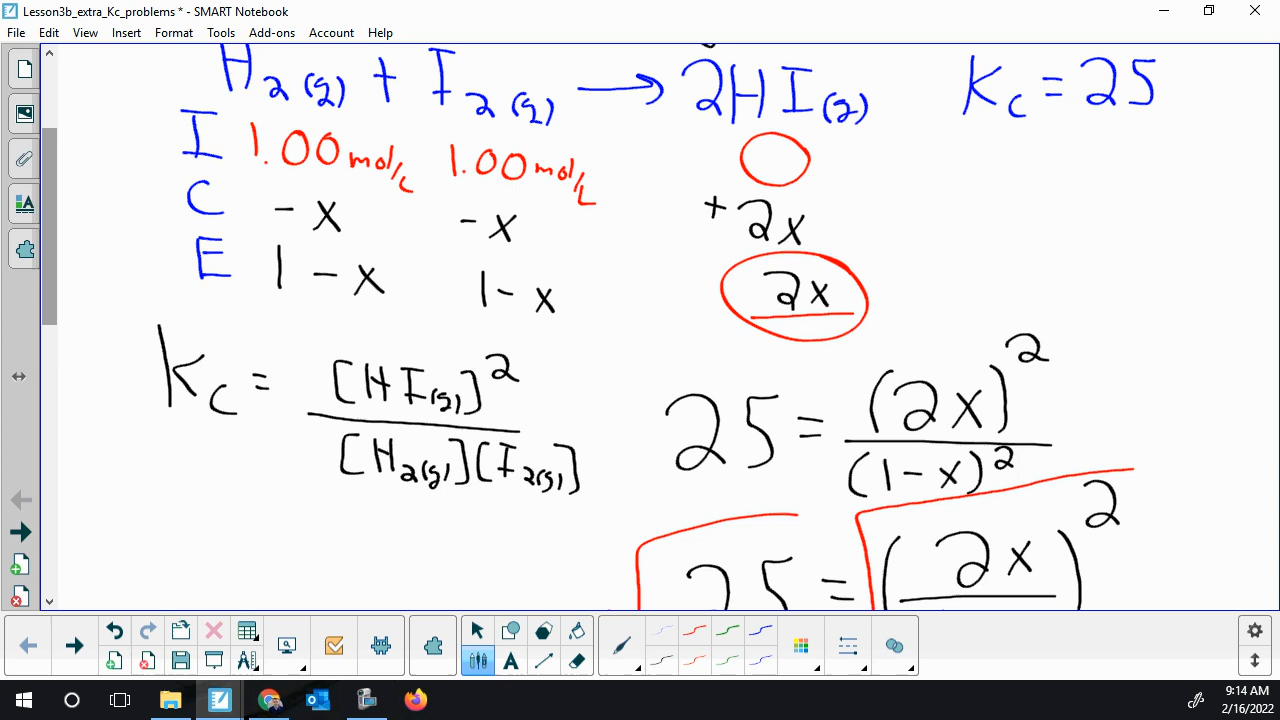 Lesson3b_extra_Kc_problems * - SMART Notebook
File Edit View Insert Format Tools Add-ons Account Help
H2(g) + I2(g) → 2HI(g) Kc = 25
I 1.00 mol/L 1.00 mol/L 0
C - x - x + 2x
E 1 - x 1 - x 2x
Kc = [HI(g)]^2 / [H2(g)][I2(g)]
25 = (2x)^2 / (1-x)^2
25 = (2x)^2
A
A
9:14 AM
2/16/2022